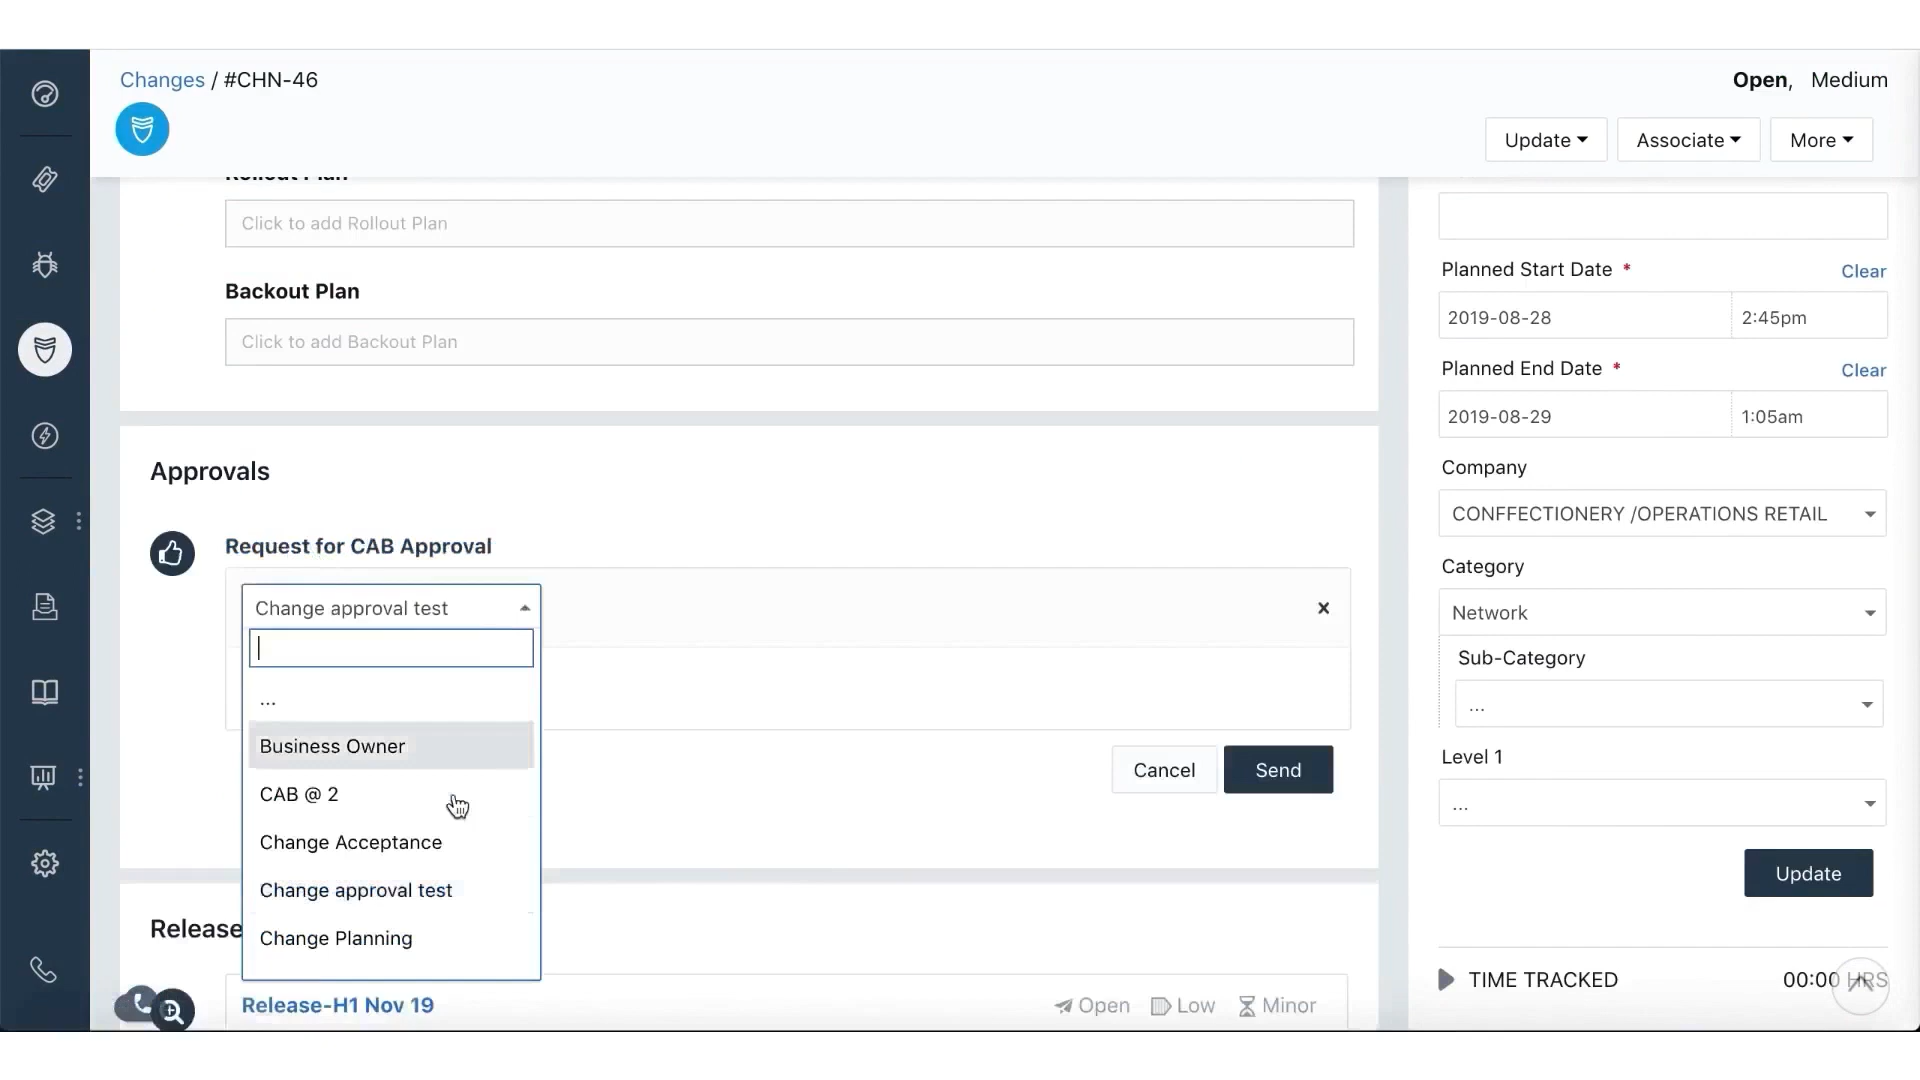 Changes / #CHN-46
Open, Medium
Update
Associate
More
Rollout Plan
Click to add Rollout Plan
Backout Plan
Click to add Backout Plan
Approvals
Request for CAB Approval
Change approval test
...
Business Owner
CAB @ 2
Change Acceptance
Change approval test
Change Planning
Cancel
Send
Release
Release-H1 Nov 19
Open
Low
Minor
Planned Start Date *
Clear
2019-08-28
2:45pm
Planned End Date *
Clear
2019-08-29
1:05am
Company
CONFFECTIONERY /OPERATIONS RETAIL
Category
Network
Sub-Category
...
Level 1
...
Update
TIME TRACKED
00:00 HRS